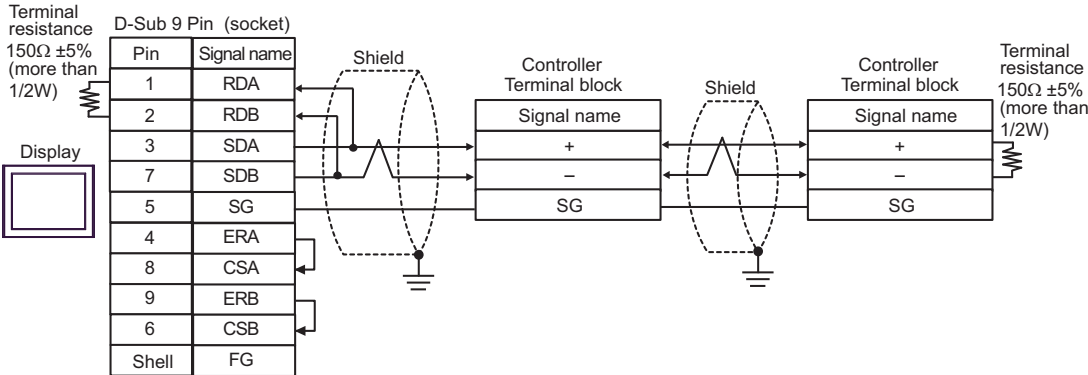 Terminal
resistance
150Ω ±5%
(more than
1/2W)
Display
D-Sub 9 Pin (socket)
Pin Signal name
1 RDA
2 RDB
3 SDA
7 SDB
5 SG
4 ERA
8 CSA
9 ERB
6 CSB
Shell FG
Shield
Controller
Terminal block
Signal name
+
–
SG
Shield
Controller
Terminal block
Signal name
+
–
SG
Terminal
resistance
150Ω ±5%
(more than
1/2W)